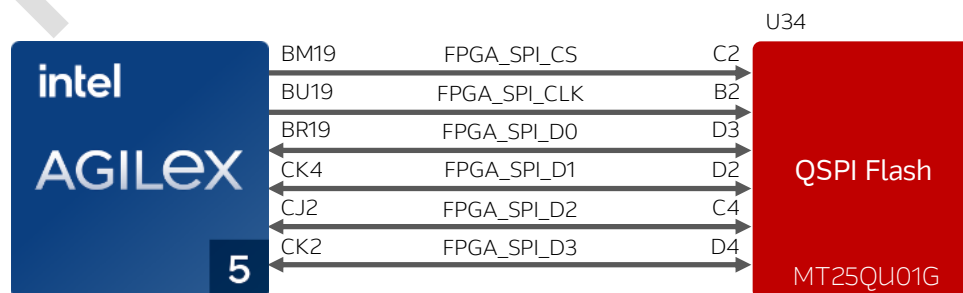 U34
BM19 FPGA_SPI_CS C2
intel
BU19 FPGA_SPI_CLK B2
BR19 FPGA_SPI_D0 D3
AGILEX
CK4 FPGA_SPI_D1 D2
QSPI Flash
CJ2 FPGA_SPI_D2 C4
CK2 FPGA_SPI_D3 D4
5
MT25QU01G